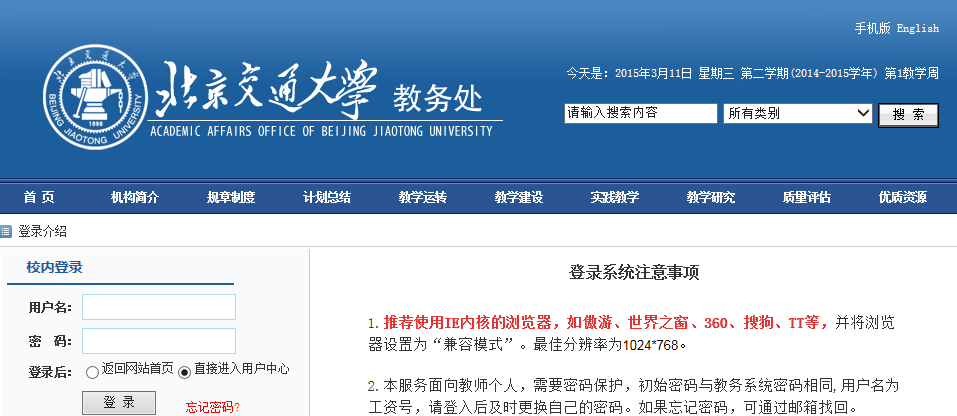 手机版 English
北京交通大学 教务处
ACADEMIC AFFAIRS OFFICE OF BEIJING JIAOTONG UNIVERSITY
北京交通大学
1896
BEIJING JIAOTONG UNIVERSITY
今天是：2015年3月11日 星期三 第二学期(2014-2015学年) 第1教学周
请输入搜索内容 所有类别 搜 索
首 页 机构简介 规章制度 计划总结 教学运转 教学建设 实践教学 教学研究 质量评估 优质资源
登录介绍
校内登录
用户名：
密 码：
登录后： 返回网站首页 直接进入用户中心
登 录 忘记密码?
登录系统注意事项
1. 推荐使用IE内核的浏览器，如傲游、世界之窗、360、搜狗、TT等，并将浏览
器设置为“兼容模式”。最佳分辨率为1024*768。
2. 本服务面向教师个人，需要密码保护，初始密码与教务系统密码相同, 用户名为
工资号，请登入后及时更换自己的密码。如果忘记密码，可通过邮箱找回。